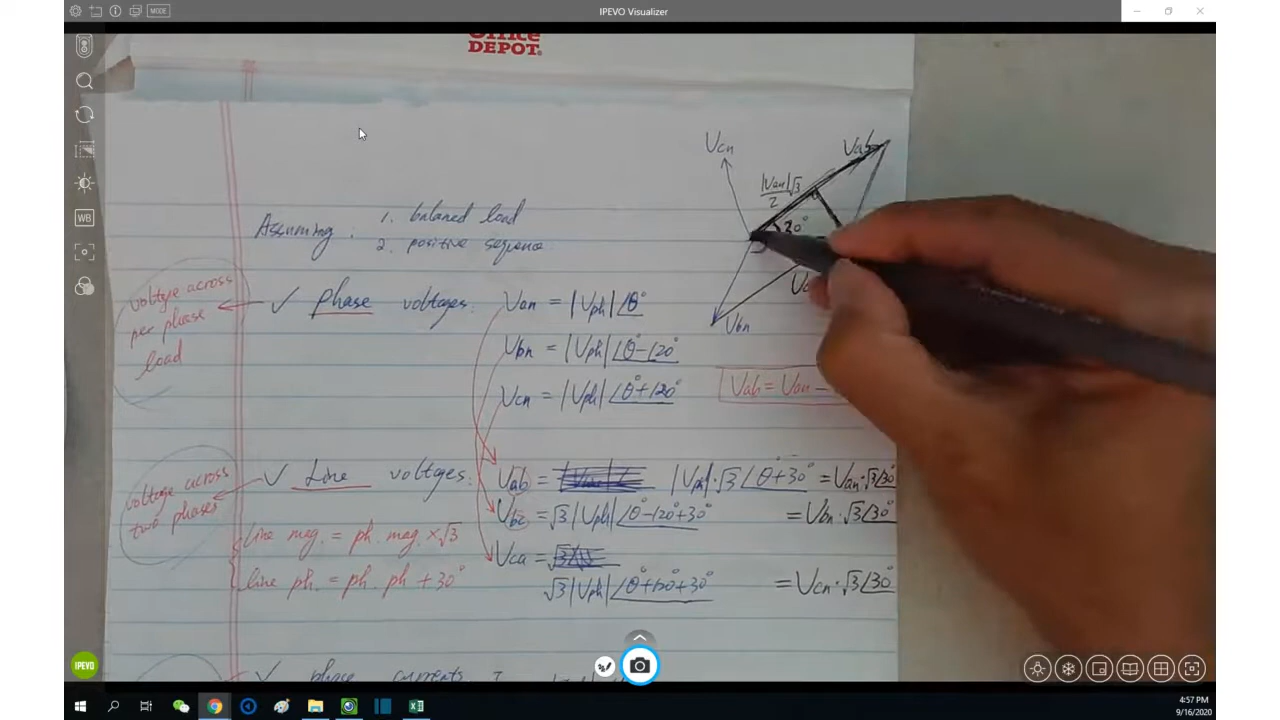 IPEVO Visualizer
MODE
Office
DEPOT.
Vcn
Vab
|Van|√3
2
30°
Vbn
Assuming : 1. balanced load
2. positive sequence
voltage across
per phase
load
✓ phase voltages: Van = |Vph| ∠θ°
Vbn = |Vph| ∠θ°-120°
Vcn = |Vph| ∠θ°+120°
Vab = Van -
voltage across
two phases
✓ Line voltages: Vab = |Vph|·√3 ∠θ°+30° = Van·√3∠30°
Vbc = √3|Vph| ∠θ°-120°+30° = Vbn·√3∠30°
Vca =
√3|Vph| ∠θ°+120°+30° = Vcn·√3∠30°
line mag. = ph. mag. ×√3
line ph. = ph. ph + 30°
✓ phase currents
WB
IPEVO
4:57 PM
9/16/2020